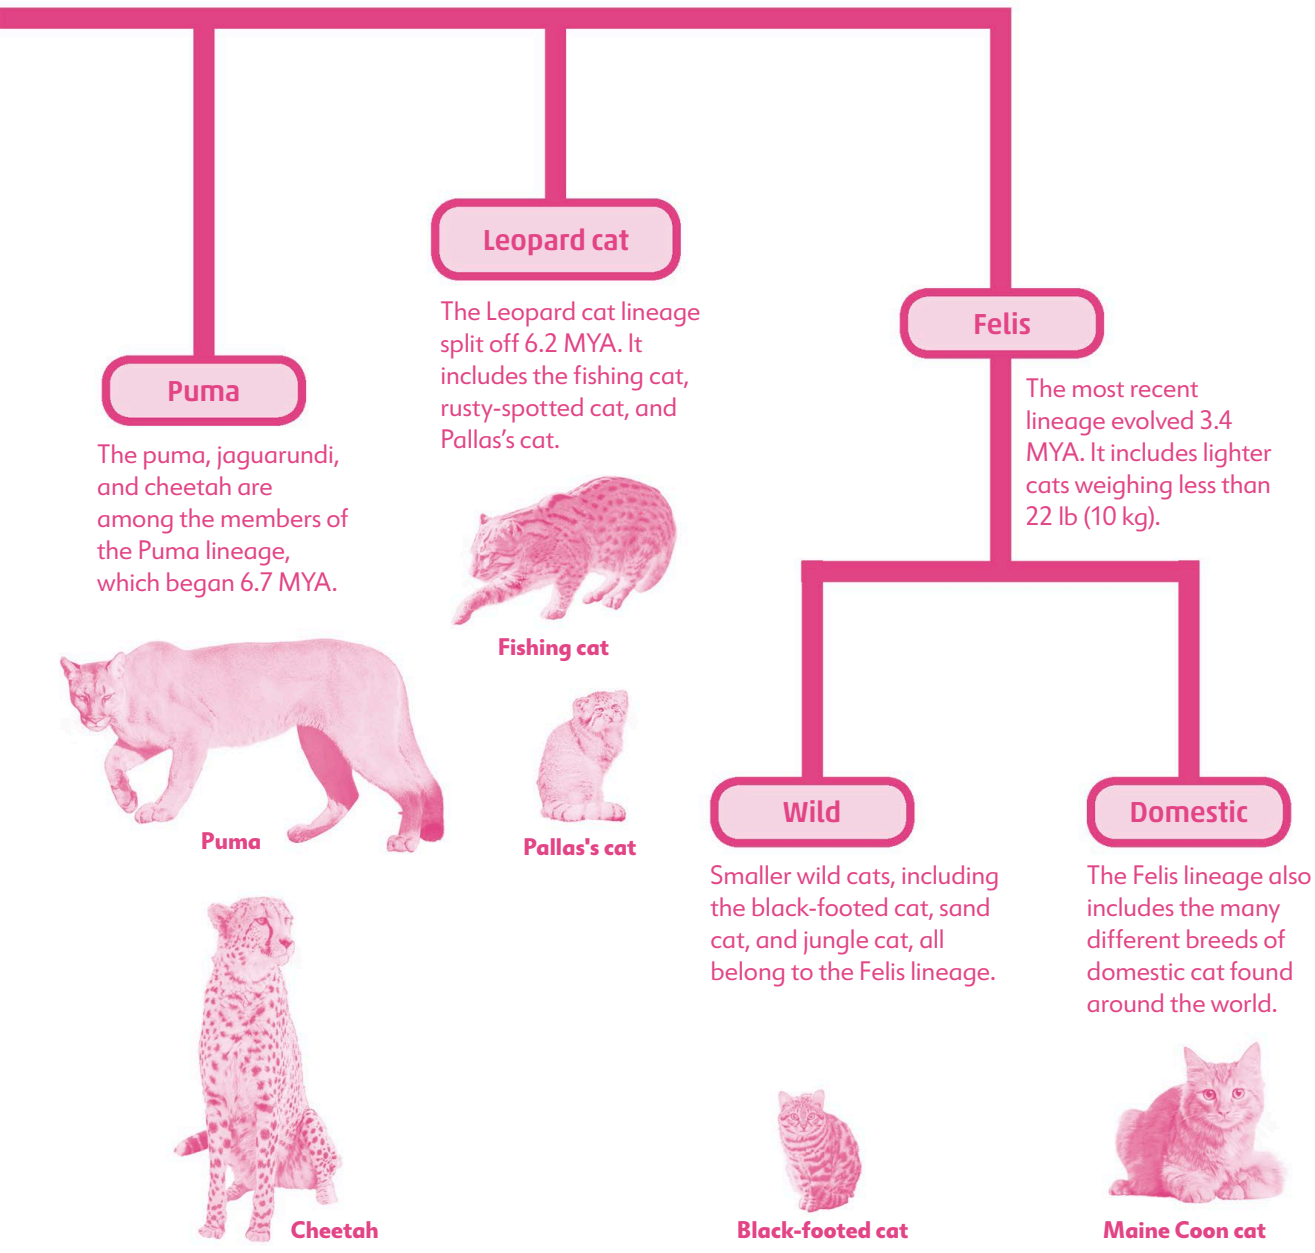 Leopard cat
The Leopard cat lineage
split off 6.2 MYA. It
includes the fishing cat,
rusty-spotted cat, and
Pallas’s cat.
Fishing cat
Pallas's cat
Puma
The puma, jaguarundi,
and cheetah are
among the members of
the Puma lineage,
which began 6.7 MYA.
Puma
Cheetah
Felis
The most recent
lineage evolved 3.4
MYA. It includes lighter
cats weighing less than
22 lb (10 kg).
Wild
Smaller wild cats, including
the black-footed cat, sand
cat, and jungle cat, all
belong to the Felis lineage.
Black-footed cat
Domestic
The Felis lineage also
includes the many
different breeds of
domestic cat found
around the world.
Maine Coon cat